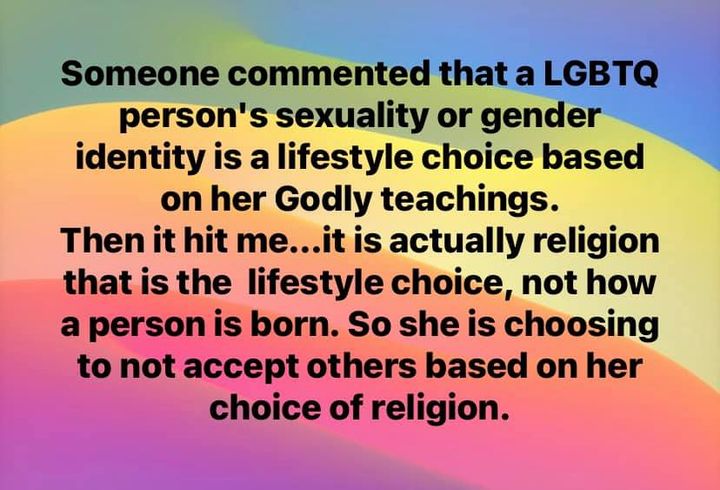 Someone commented that a LGBTQ
person's sexuality or gender
identity is a lifestyle choice based
on her Godly teachings.
Then it hit me...it is actually religion
that is the  lifestyle choice, not how
a person is born. So she is choosing
to not accept others based on her
choice of religion.